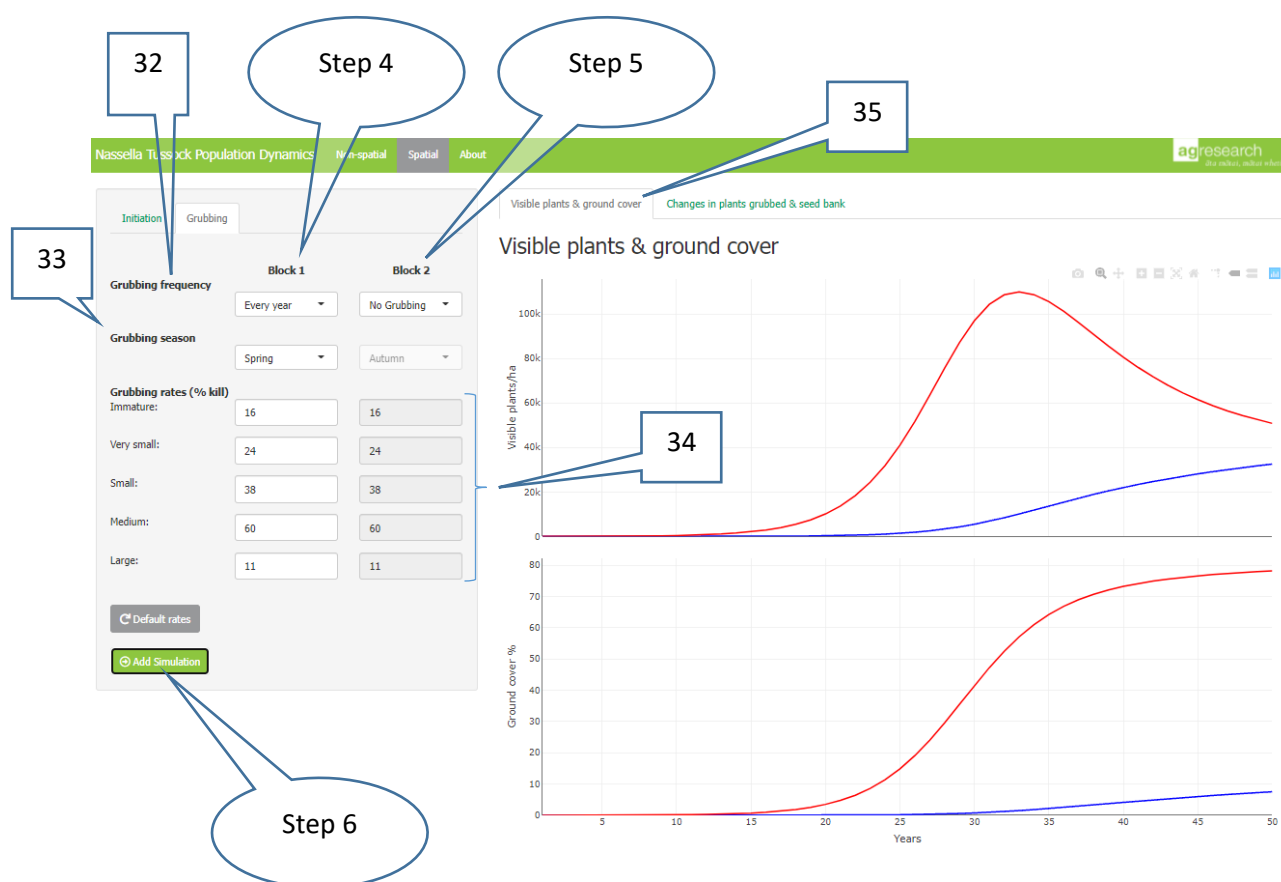 32
Step 4
Step 5
35
Nassella Tussock Population Dynamics Non-spatial Spatial About
agresearch
Initiation Grubbing
Visible plants & ground cover Changes in plants grubbed & seed bank
33
Visible plants & ground cover
Block 1 Block 2
Grubbing frequency
Every year No Grubbing
Grubbing season
Spring Autumn
Grubbing rates (% kill)
Immature: 16 16
Very small: 24 24
Small: 38 38
Medium: 60 60
Large: 11 11
34
Default rates
Add Simulation
Step 6
Visible plants/ha
100k
80k
60k
40k
20k
0
Ground cover %
80
70
60
50
40
30
20
10
0
5 10 15 20 25 30 35 40 45 50
Years